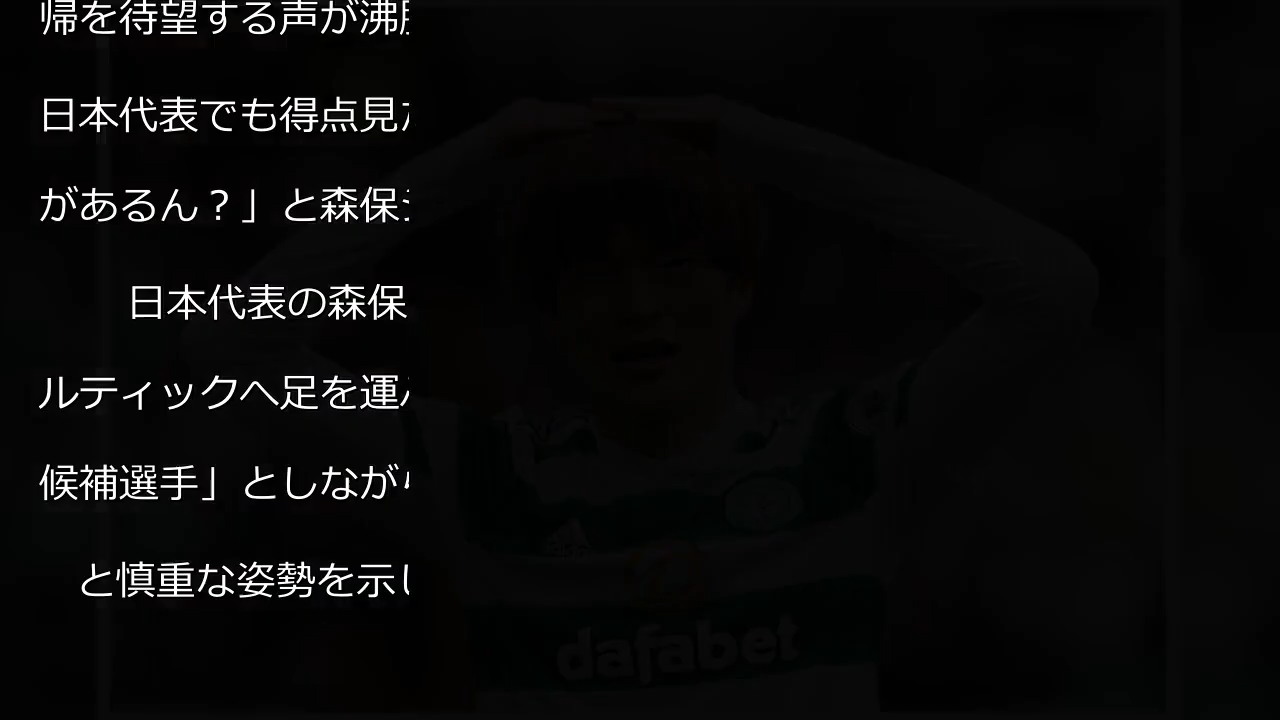 帰を待望する声が沸
日本代表でも得点見
があるん？」と森保
日本代表の森保
ルティックへ足を運
候補選手」としなが
と慎重な姿勢を示し
dafabet